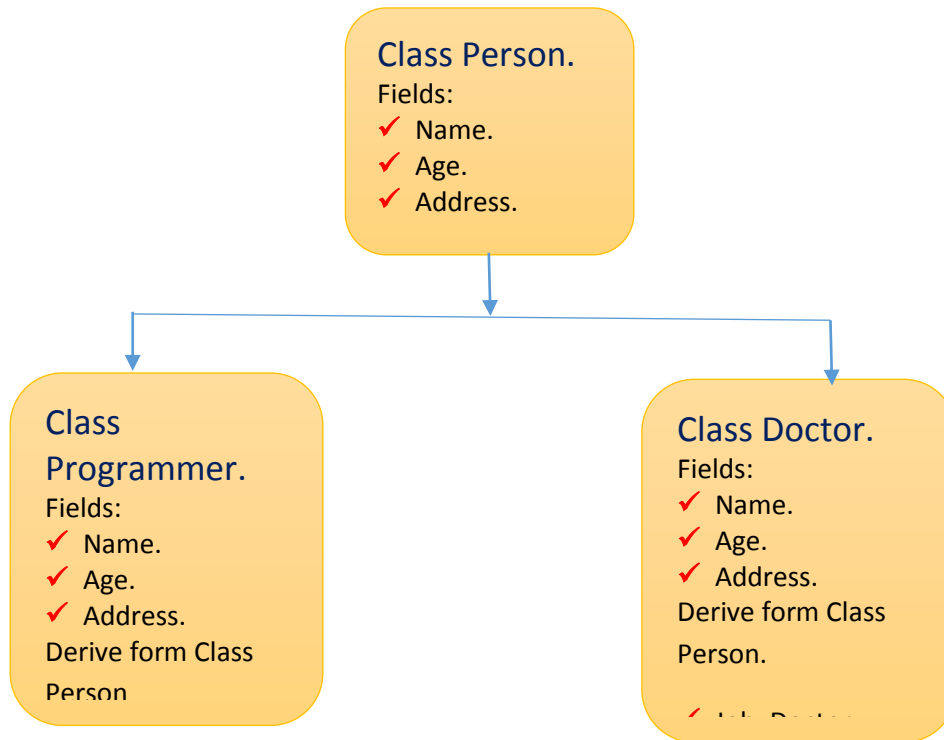 Class Person.
Fields:
✓ Name.
✓ Age.
✓ Address.
Class
Programmer.
Fields:
✓ Name.
✓ Age.
✓ Address.
Derive form Class
Person
Class Doctor.
Fields:
✓ Name.
✓ Age.
✓ Address.
Derive form Class
Person.